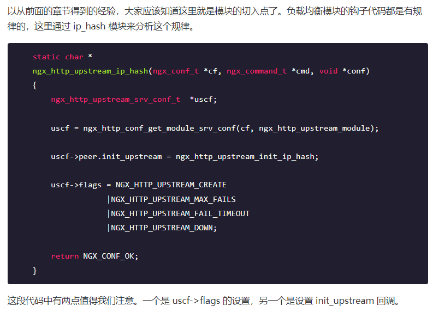 以从前面的章节得到的经验，大家应该知道这里就是模块的切入点了。负载均衡模块的钩子代码都是有规
律的，这里通过 ip_hash 模块来分析这个规律。
static char *
ngx_http_upstream_ip_hash(ngx_conf_t *cf, ngx_command_t *cmd, void *conf)
{
    ngx_http_upstream_srv_conf_t  *uscf;
    uscf = ngx_http_conf_get_module_srv_conf(cf, ngx_http_upstream_module);
    uscf->peer.init_upstream = ngx_http_upstream_init_ip_hash;
    uscf->flags = NGX_HTTP_UPSTREAM_CREATE
                |NGX_HTTP_UPSTREAM_MAX_FAILS
                |NGX_HTTP_UPSTREAM_FAIL_TIMEOUT
                |NGX_HTTP_UPSTREAM_DOWN;
    return NGX_CONF_OK;
}
这段代码中有两点值得我们注意。一个是 uscf->flags 的设置，另一个是设置 init_upstream 回调。